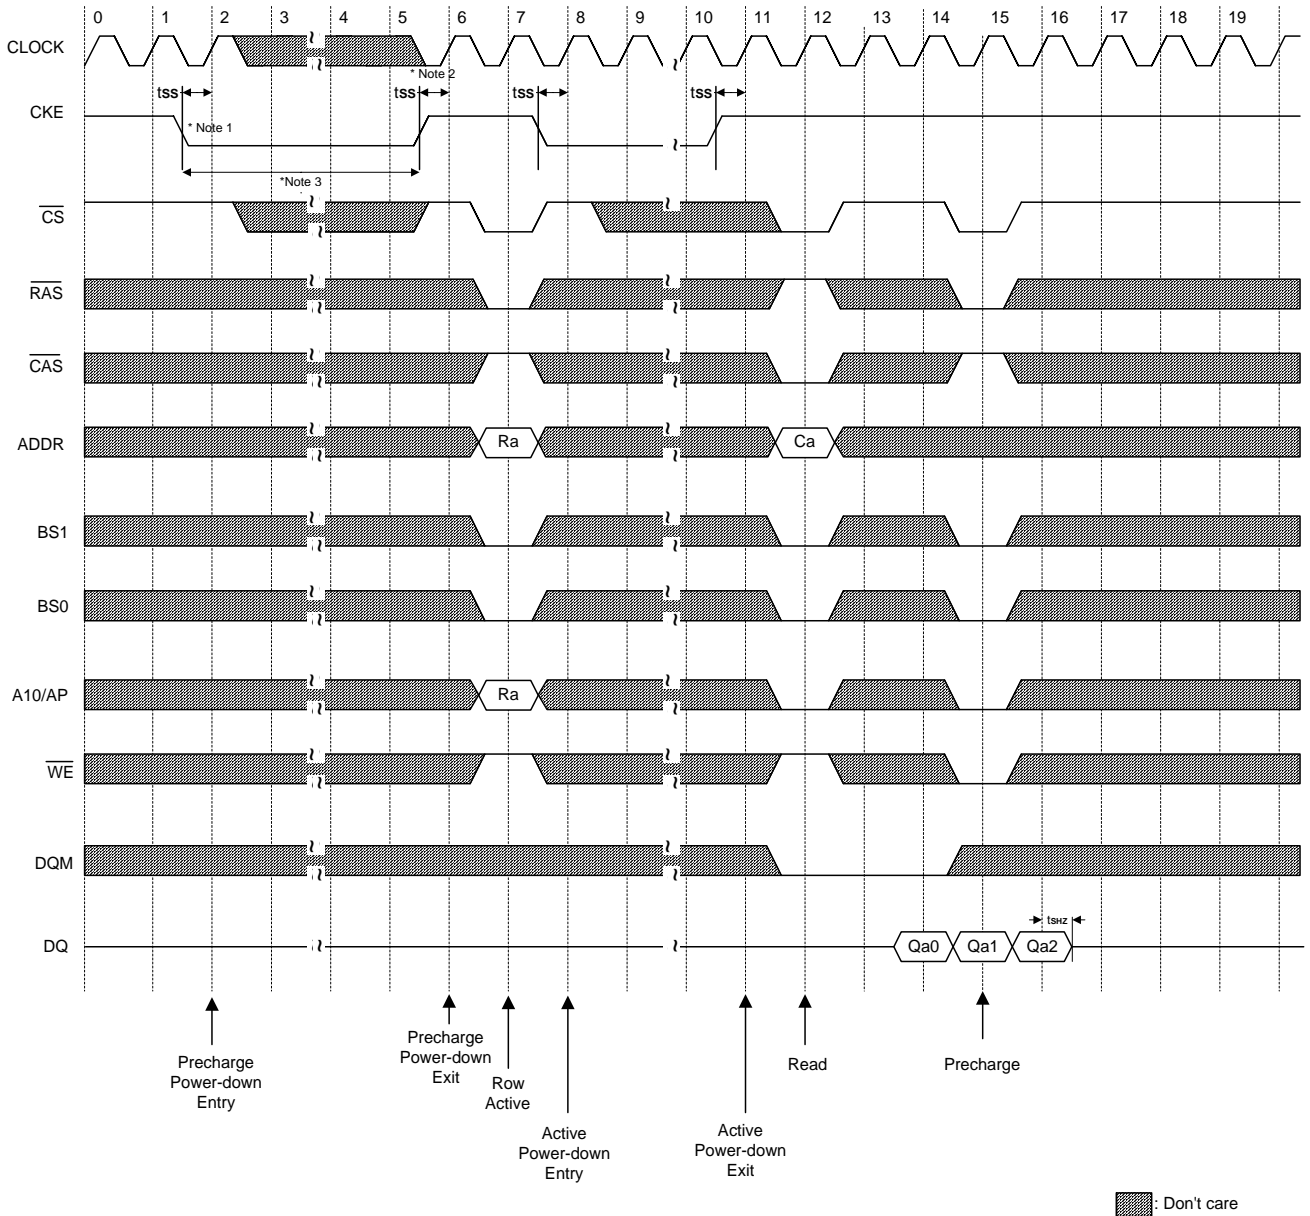 0 1 2 3 4 5 6 7 8 9 10 11 12 13 14 15 16 17 18 19
CLOCK
* Note 2
tSS tSS tSS tSS
CKE
* Note 1
*Note 3
CS
RAS
CAS
ADDR Ra Ca
BS1
BS0
A10/AP Ra
WE
DQM
tSHZ
DQ Qa0 Qa1 Qa2
Precharge
Power-down
Entry
Precharge
Power-down
Exit
Row
Active
Active
Power-down
Entry
Active
Power-down
Exit
Read
Precharge
: Don't care